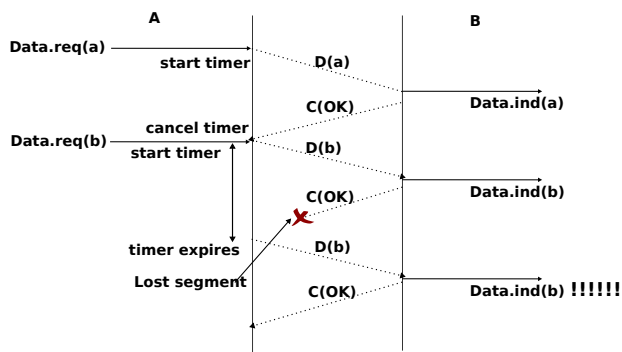 A
B
Data.req(a)
start timer
D(a)
Data.ind(a)
C(OK)
cancel timer
Data.req(b)
start timer
D(b)
Data.ind(b)
C(OK)
timer expires
D(b)
Lost segment
C(OK)
Data.ind(b) !!!!!!